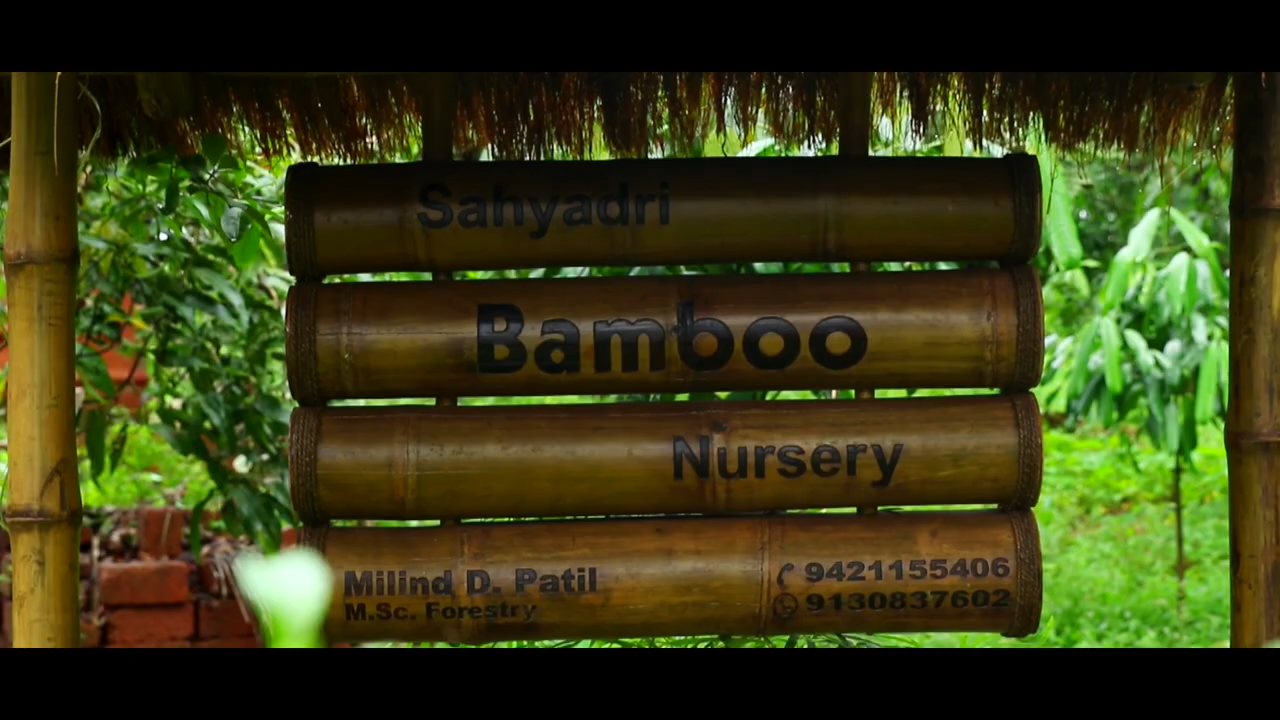 Sahyadri
Bamboo
Nursery
Milind D. Patil
M.Sc. Forestry
9421155406
9130837602